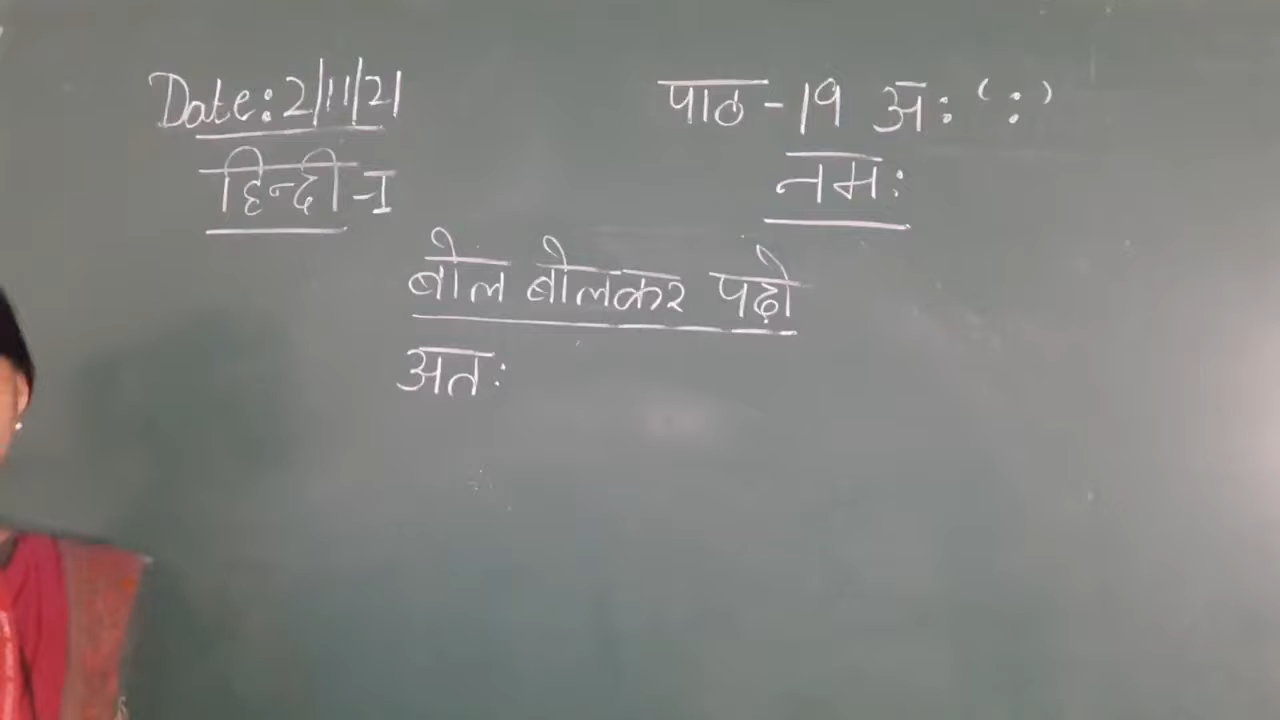 Date: 2/11/21
हिन्दी-I
पाठ - 19 अः (ः)
नमः
बोल बोलकर पढ़ो
अतः